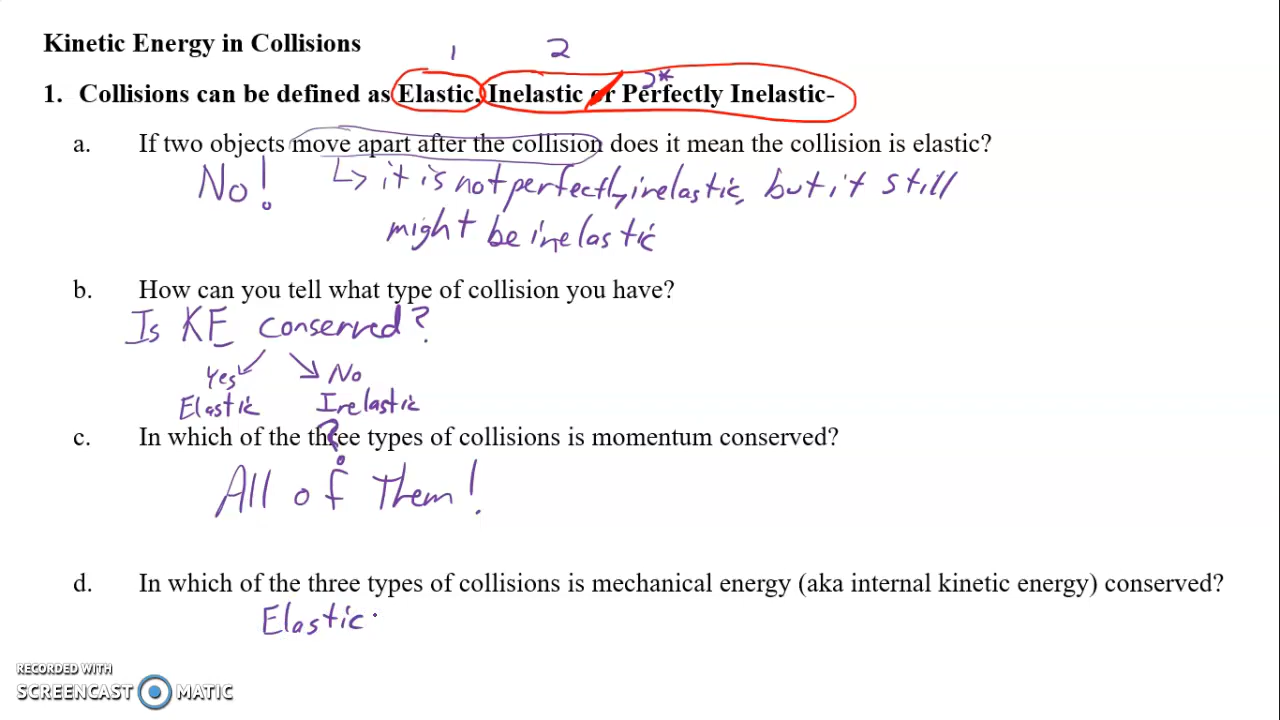 Kinetic Energy in Collisions
1 2
2*
1. Collisions can be defined as Elastic, Inelastic or Perfectly Inelastic-
a. If two objects move apart after the collision does it mean the collision is elastic?
No! ↳ it is not perfectly inelastic, but it still
might be inelastic
b. How can you tell what type of collision you have?
Is KE conserved?
Yes No
Elastic Inelastic
c. In which of the three types of collisions is momentum conserved?
?
All of Them!
d. In which of the three types of collisions is mechanical energy (aka internal kinetic energy) conserved?
Elastic
RECORDED WITH
SCREENCAST MATIC